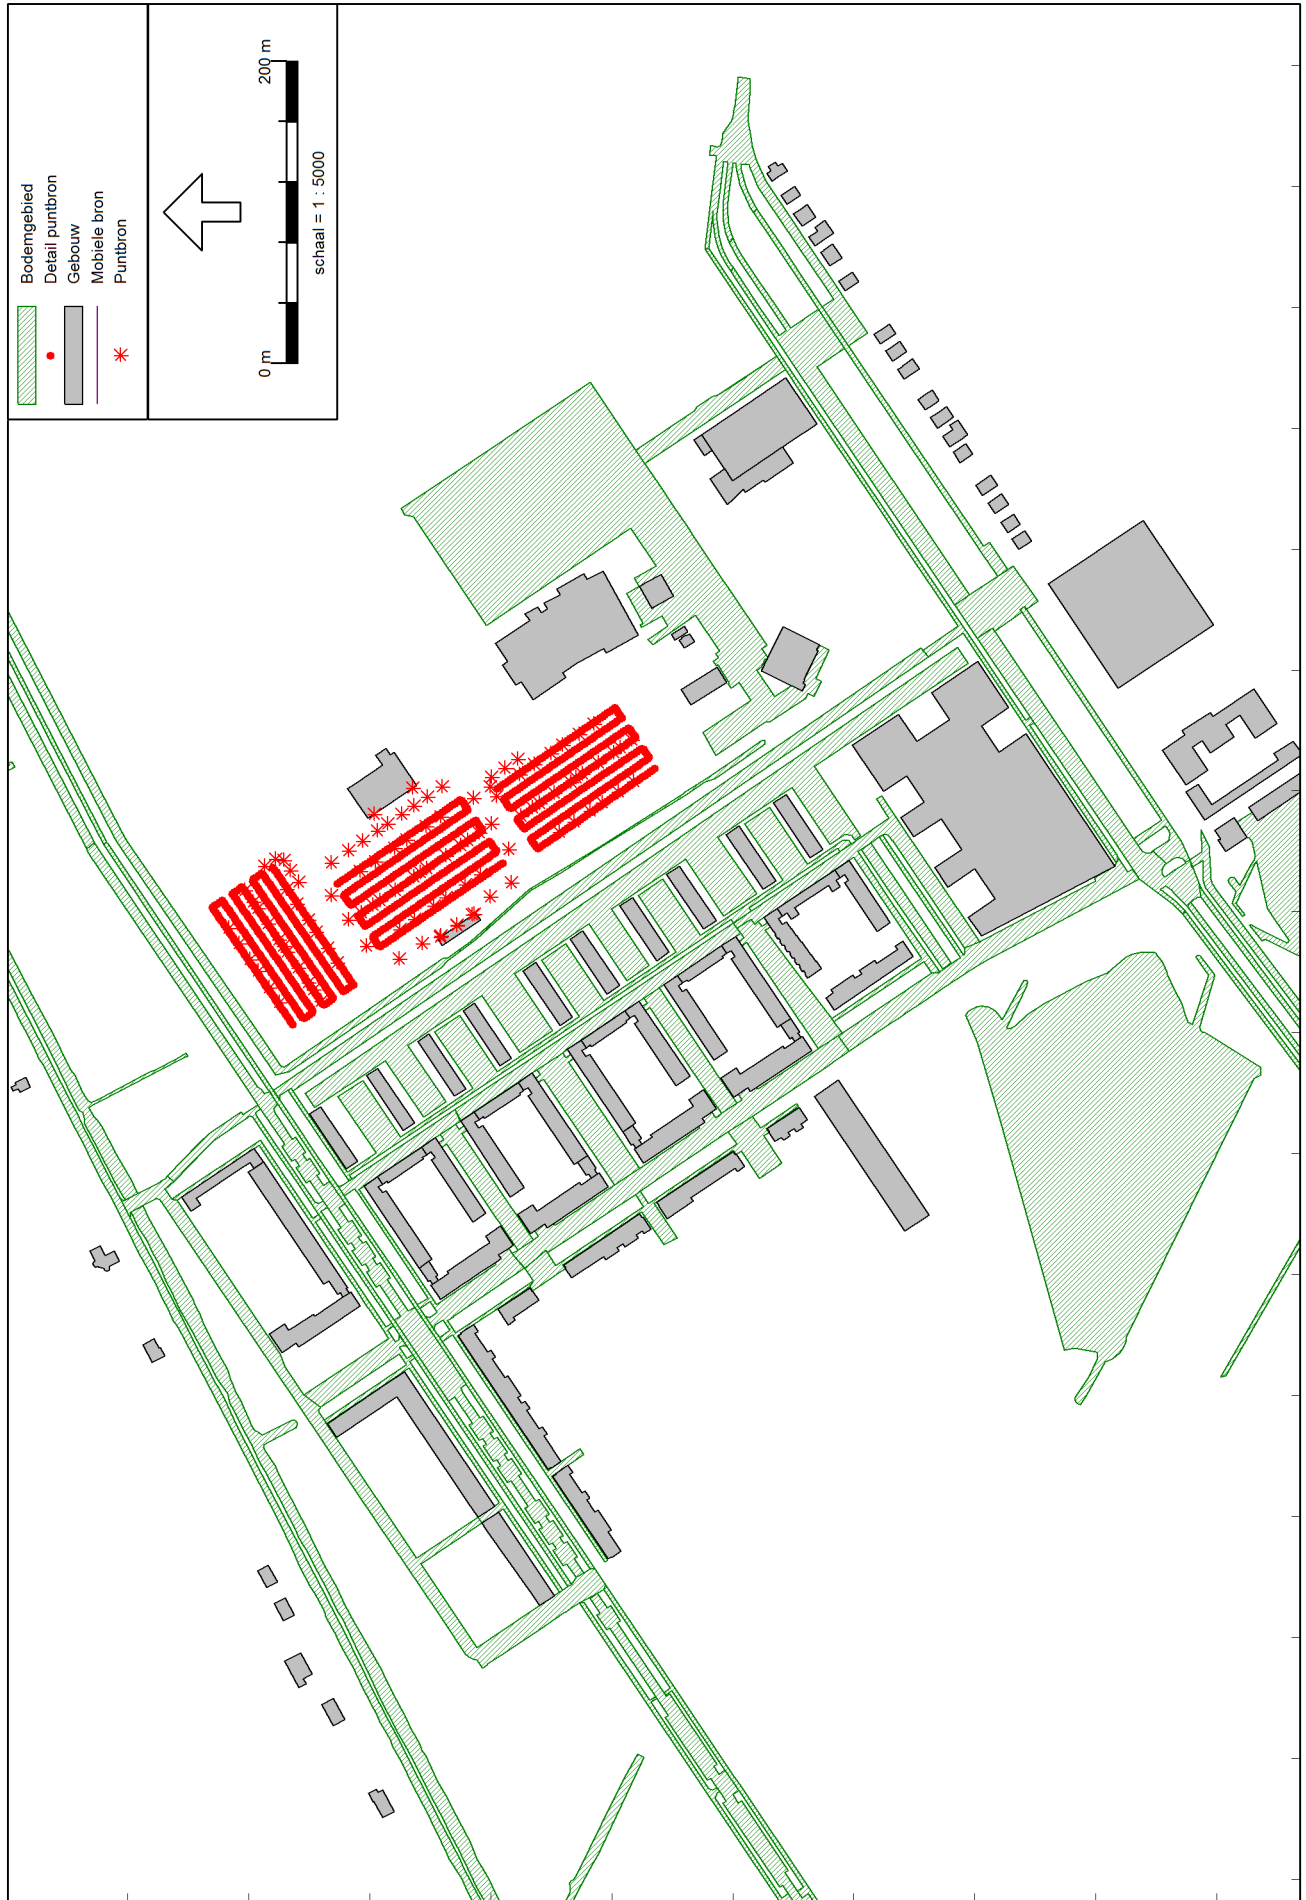 Bodemgebied
Detail puntbron
Gebouw
Mobiele bron
Puntbron
0 m
200 m
schaal = 1 : 5000